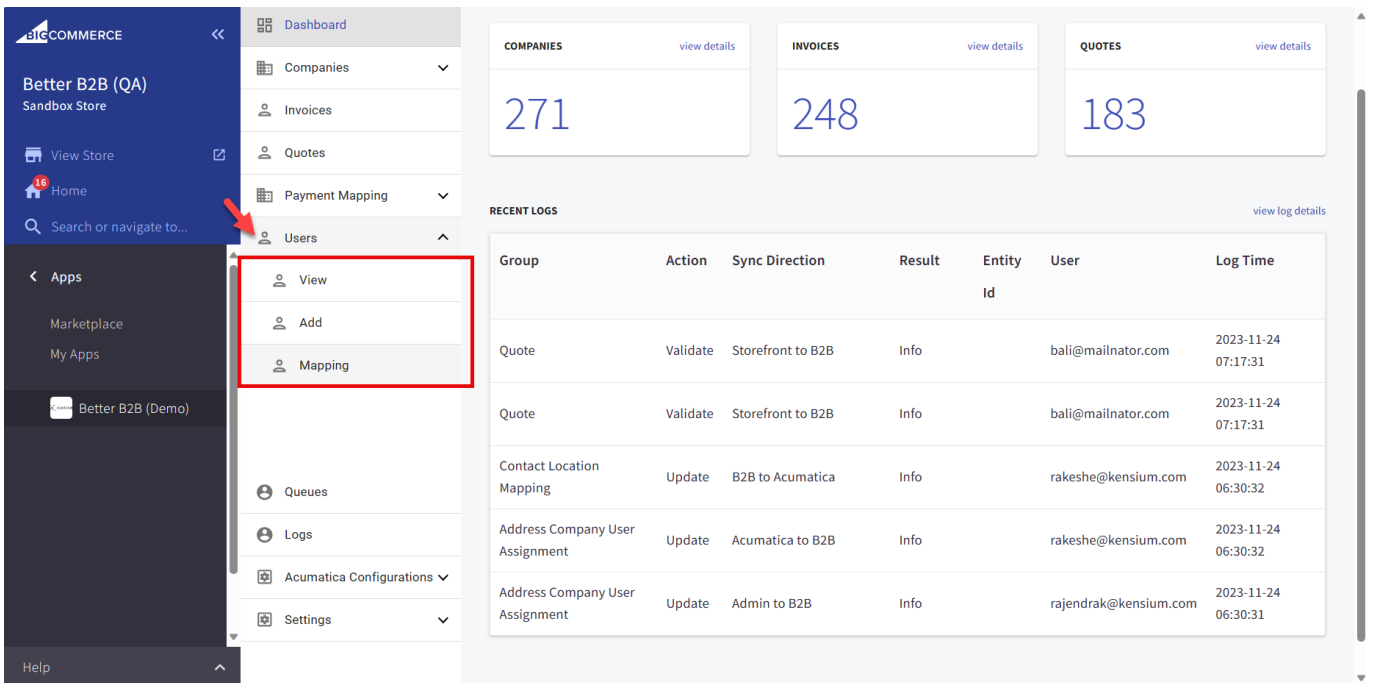 BIGCOMMERCE
Better B2B (QA)
Sandbox Store
View Store
16
Home
Search or navigate to...
Apps
Marketplace
My Apps
Better B2B (Demo)
Help
Dashboard
Companies
Invoices
Quotes
Payment Mapping
Users
View
Add
Mapping
Queues
Logs
Acumatica Configurations
Settings
COMPANIES view details
271
INVOICES view details
248
QUOTES view details
183
RECENT LOGS view log details
Group Action Sync Direction Result Entity Id User Log Time
Quote Validate Storefront to B2B Info bali@mailnator.com 2023-11-24 07:17:31
Quote Validate Storefront to B2B Info bali@mailnator.com 2023-11-24 07:17:31
Contact Location Mapping Update B2B to Acumatica Info rakeshe@kensium.com 2023-11-24 06:30:32
Address Company User Assignment Update Acumatica to B2B Info rakeshe@kensium.com 2023-11-24 06:30:32
Address Company User Assignment Update Admin to B2B Info rajendrak@kensium.com 2023-11-24 06:30:31